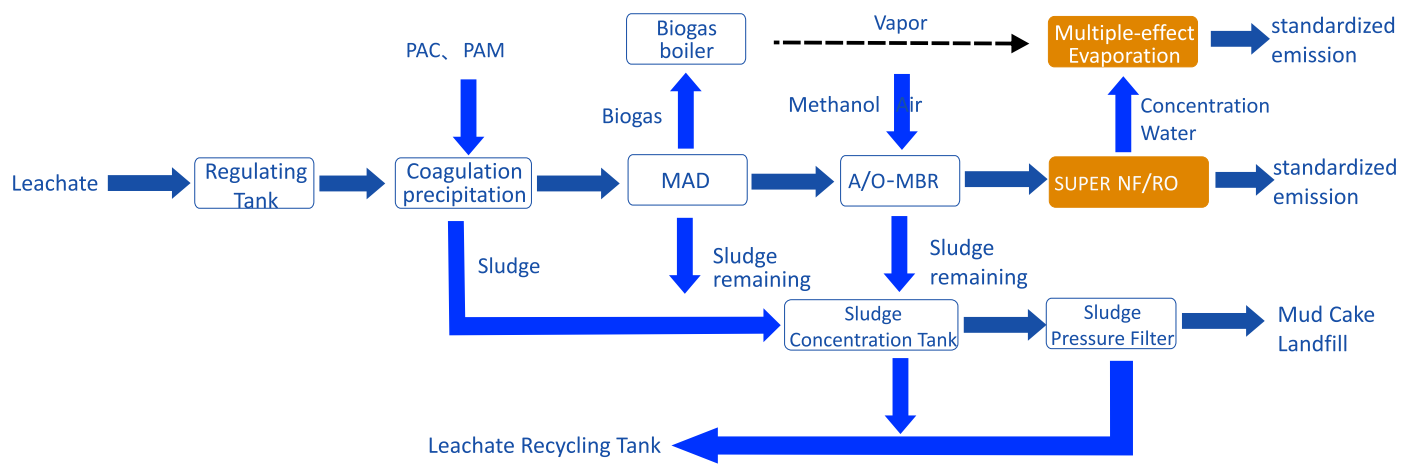 Biogas
boiler
Vapor
Multiple-effect
Evaporation
standardized
emission
PAC、PAM
Biogas
Methanol Air
Concentration
Water
Leachate
Regulating
Tank
Coagulation
precipitation
MAD
A/O-MBR
SUPER NF/RO
standardized
emission
Sludge
Sludge
remaining
Sludge
remaining
Sludge
Concentration Tank
Sludge
Pressure Filter
Mud Cake
Landfill
Leachate Recycling Tank